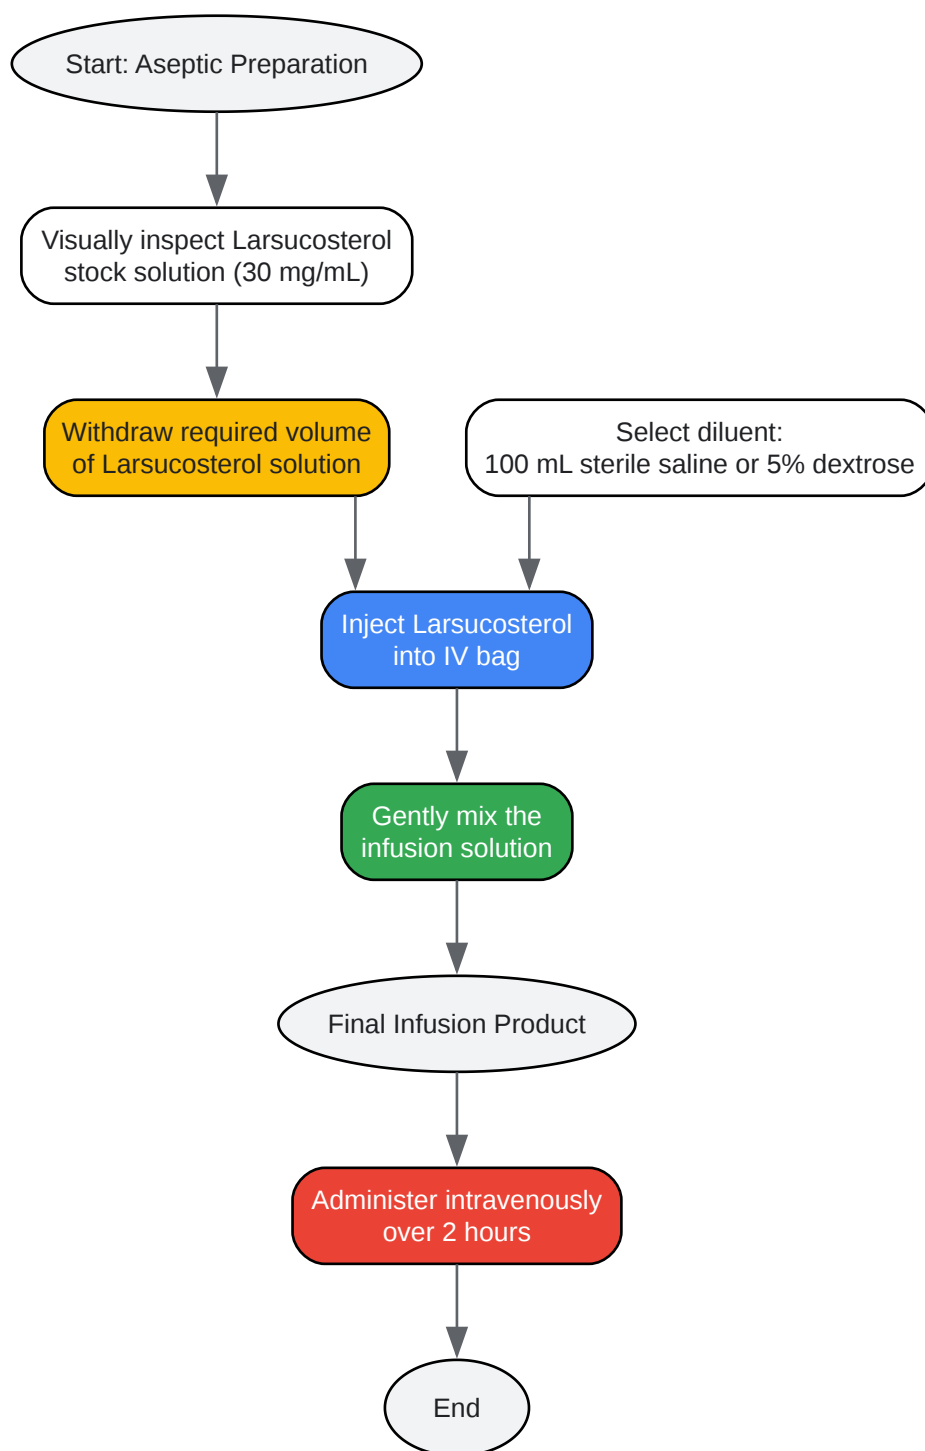 Start: Aseptic Preparation
Visually inspect Larsucosterol
stock solution (30 mg/mL)
Withdraw required volume
of Larsucosterol solution
Select diluent:
100 mL sterile saline or 5% dextrose
Inject Larsucosterol
into IV bag
Gently mix the
infusion solution
Final Infusion Product
Administer intravenously
over 2 hours
End